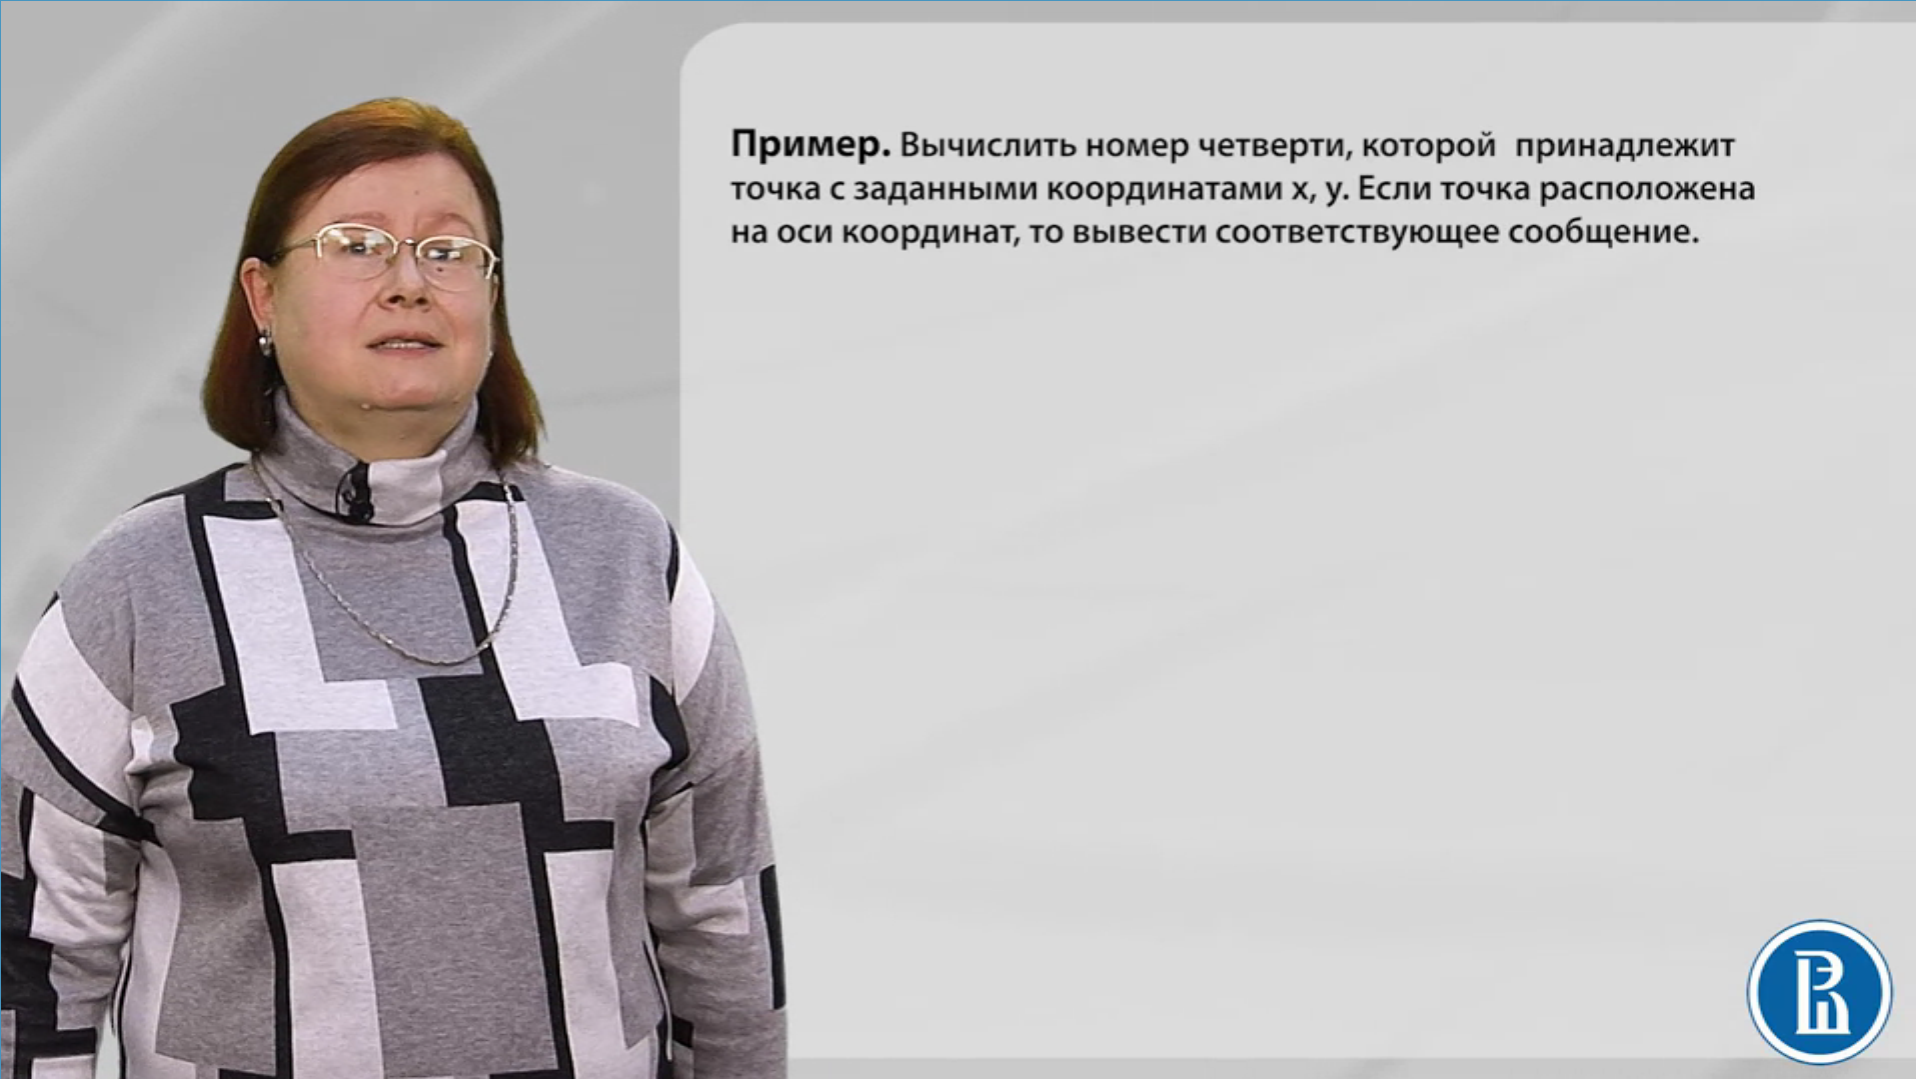 Пример. Вычислить номер четверти, которой принадлежит
точка с заданными координатами x, y. Если точка расположена
на оси координат, то вывести соответствующее сообщение.